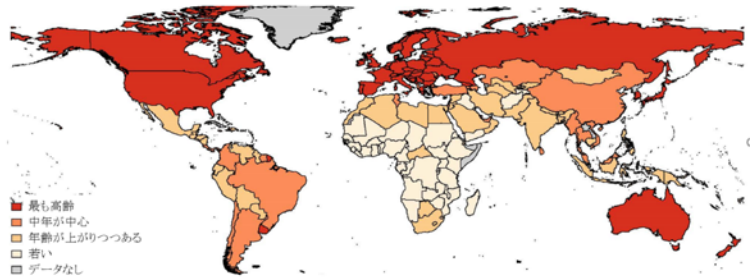 最も高齢
中年が中心
年齢が上がりつつある
若い
データなし